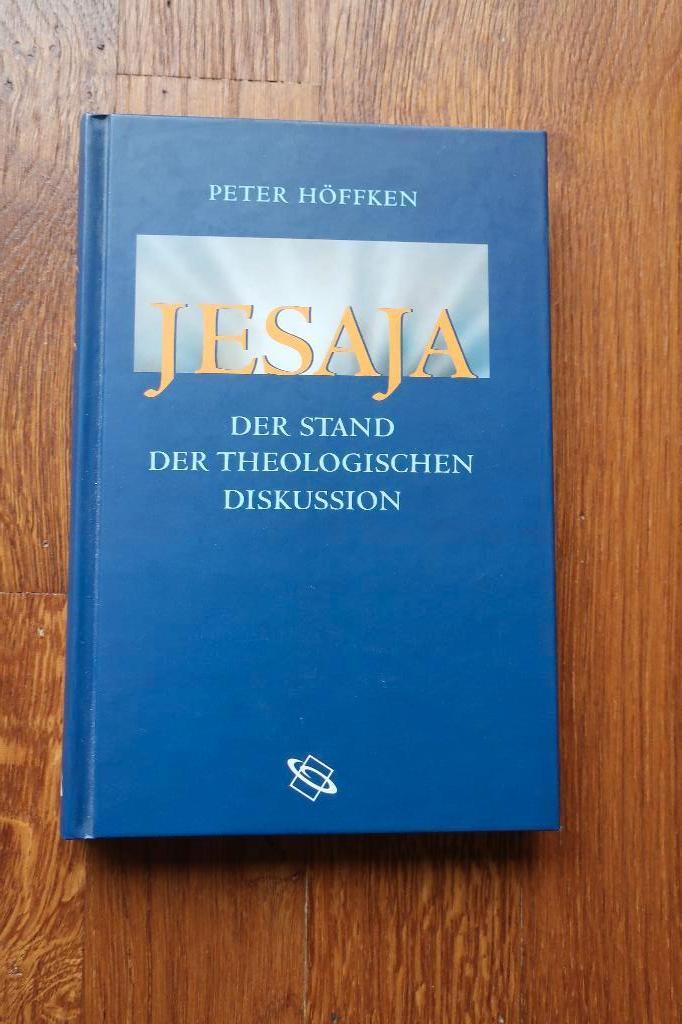 PETER HÖFFKEN
JESAJA
DER STAND
DER THEOLOGISCHEN
DISKUSSION